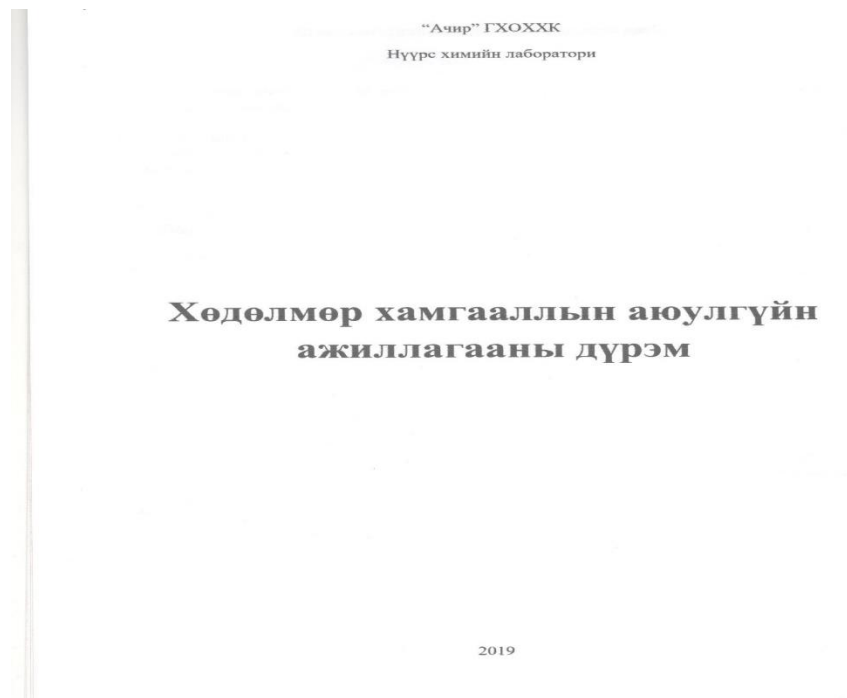 “Ачир” ГХОХХК
Нүүрс химийн лаборатори
Хөдөлмөр хамгааллын аюулгүйн
ажиллагааны дүрэм
2019